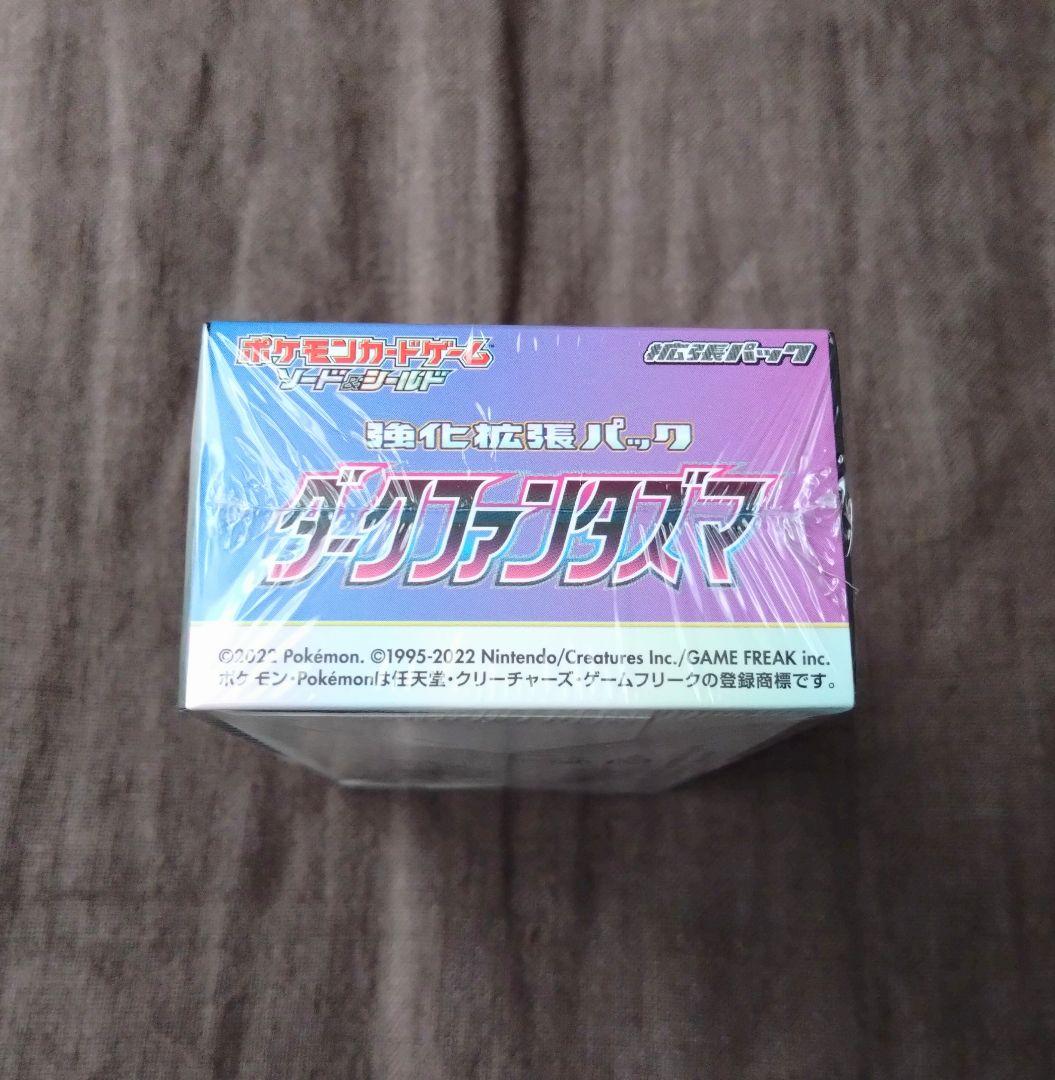 ポケモンカードゲーム™
ソード&シールド
拡張パック
強化拡張パック
ダークファンタズマ
©2022 Pokémon. ©1995-2022 Nintendo/Creatures Inc./GAME FREAK inc.
ポケモン・Pokémonは任天堂・クリーチャーズ・ゲームフリークの登録商標です。